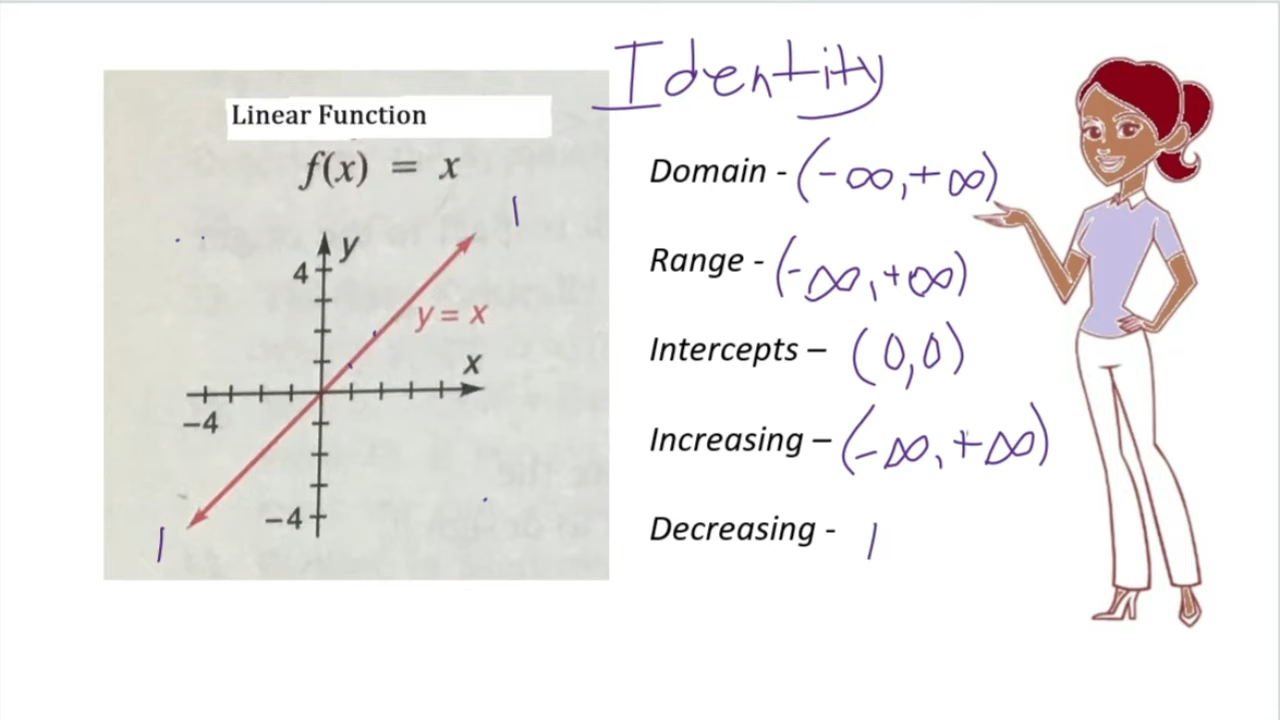 Identity
Linear Function
f(x) = x
y
4
y = x
x
−4
−4
Domain - (-∞,+∞)
Range - (-∞,+∞)
Intercepts – (0,0)
Increasing – (-∞,+∞)
Decreasing -